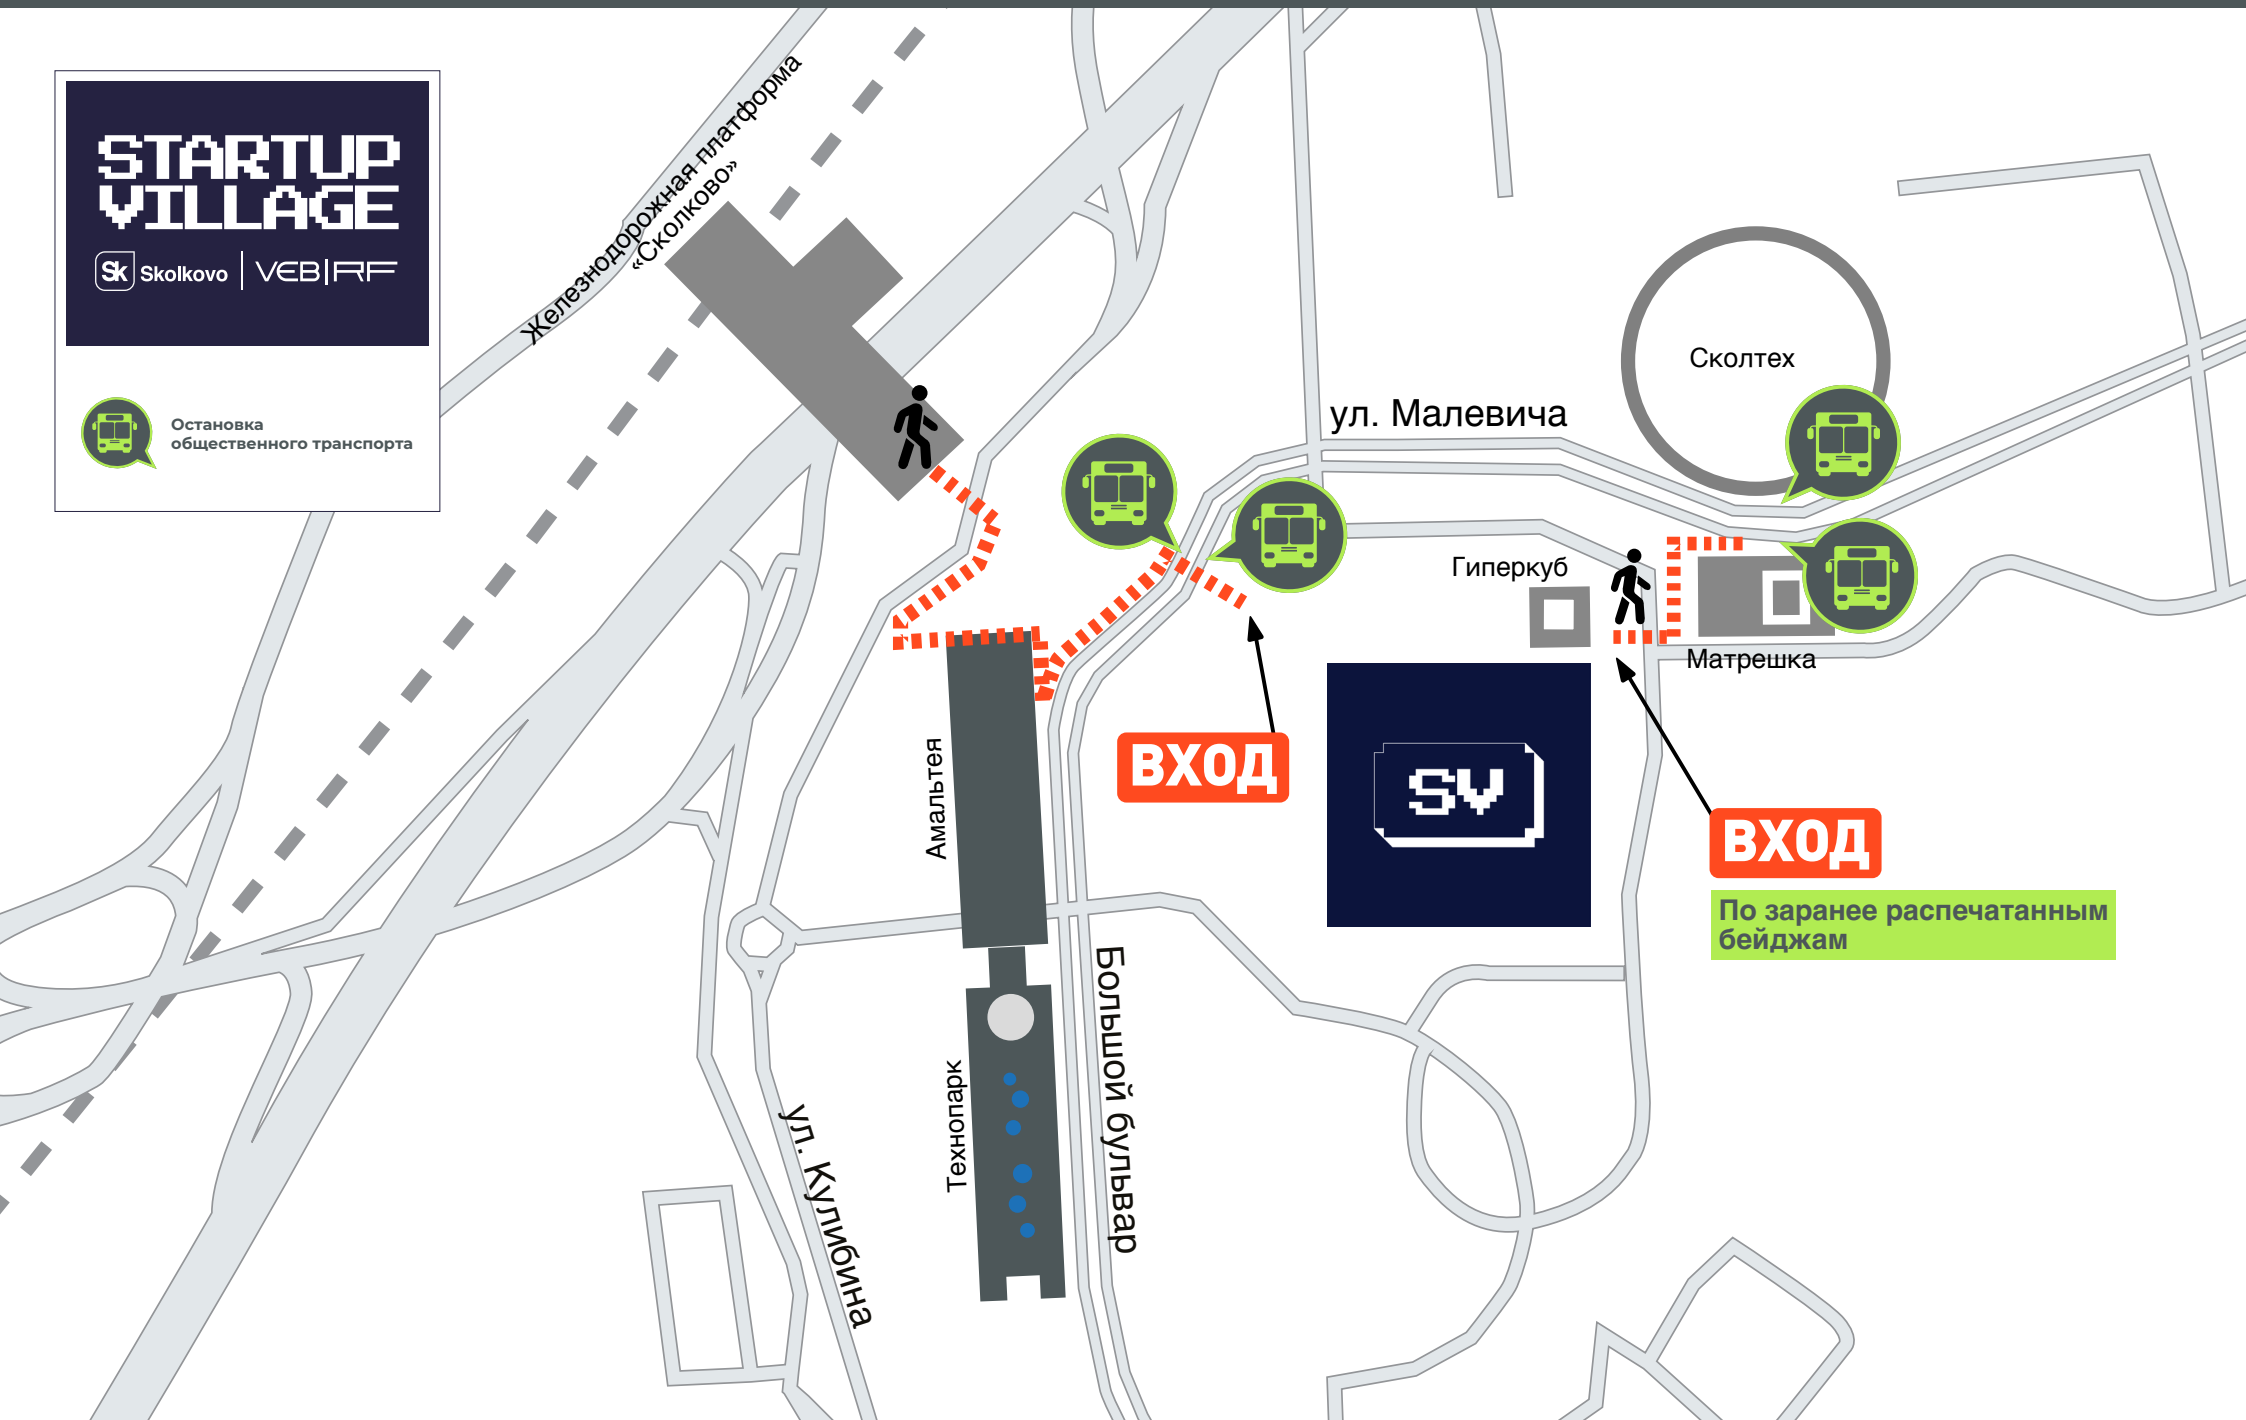 STARTUP
VILLAGE
Sk Skolkovo | VEB|RF
Остановка
общественного транспорта
Железнодорожная платформа
«Сколково»
Сколтех
ул. Малевича
Гиперкуб
Матрешка
Амальтея
ВХОД
SV
ВХОД
По заранее распечатанным
бейджам
Большой бульвар
Технопарк
ул. Кулибина